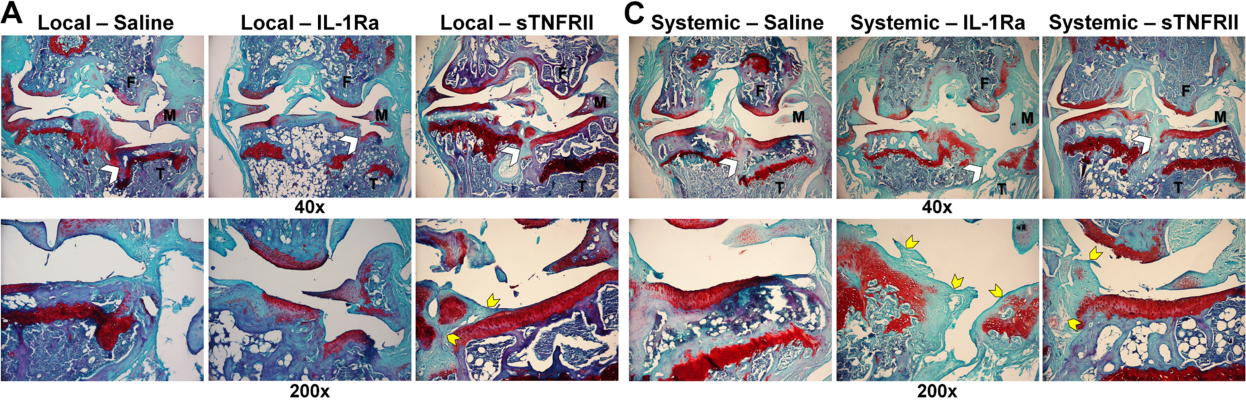 A
Local – Saline
Local – IL-1Ra
Local – sTNFRII
F
M
T
F
M
T
F
M
T
40x
200x
C
Systemic – Saline
Systemic – IL-1Ra
Systemic – sTNFRII
F
M
T
F
M
T
F
M
T
40x
200x